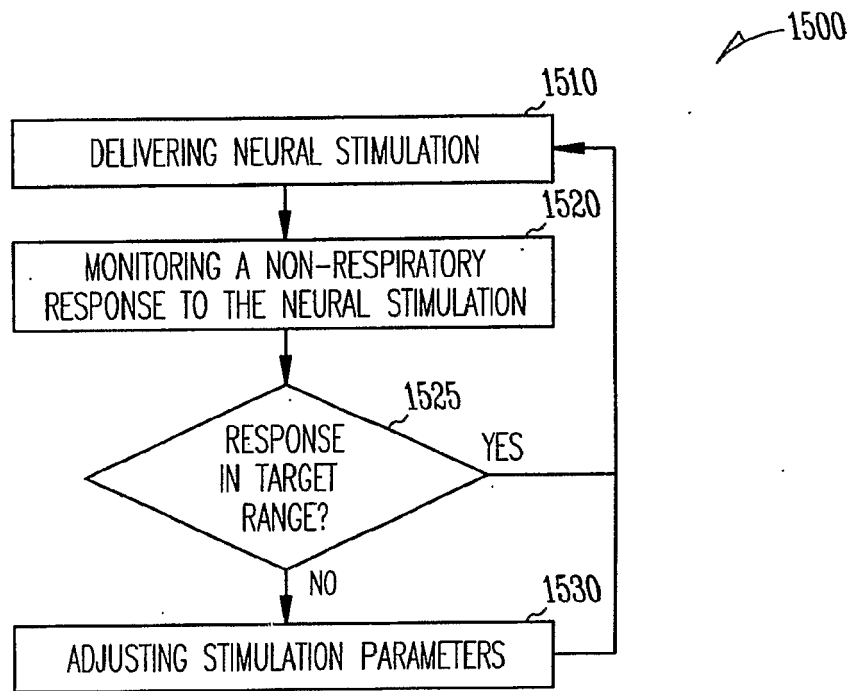 1500
1510
DELIVERING NEURAL STIMULATION
1520
MONITORING A NON-RESPIRATORY
RESPONSE TO THE NEURAL STIMULATION
1525
RESPONSE
IN TARGET
RANGE?
YES
NO
1530
ADJUSTING STIMULATION PARAMETERS